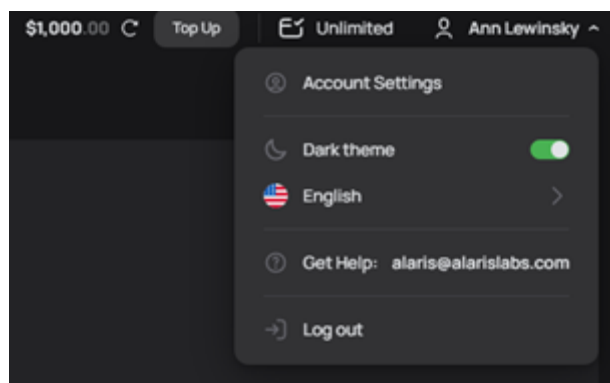 $1,000.00 Top Up Unlimited Ann Lewinsky
Account Settings
Dark theme
English
Get Help: alaris@alarislabs.com
Log out